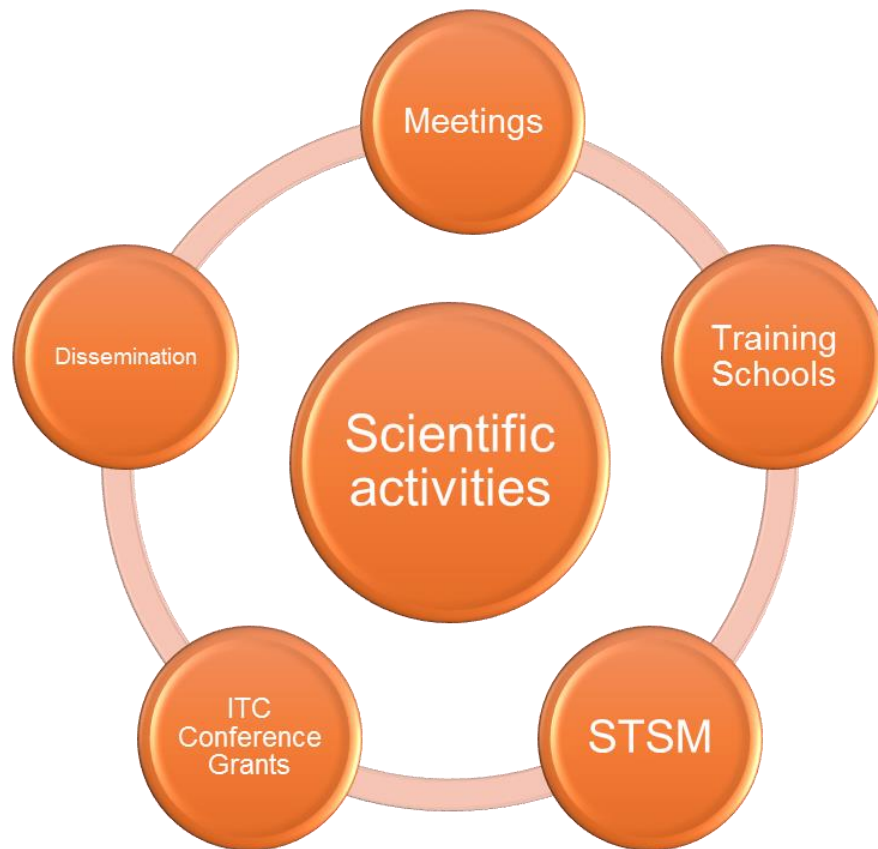 Meetings
Training
Schools
STSM
ITC
Conference
Grants
Dissemination
Scientific
activities